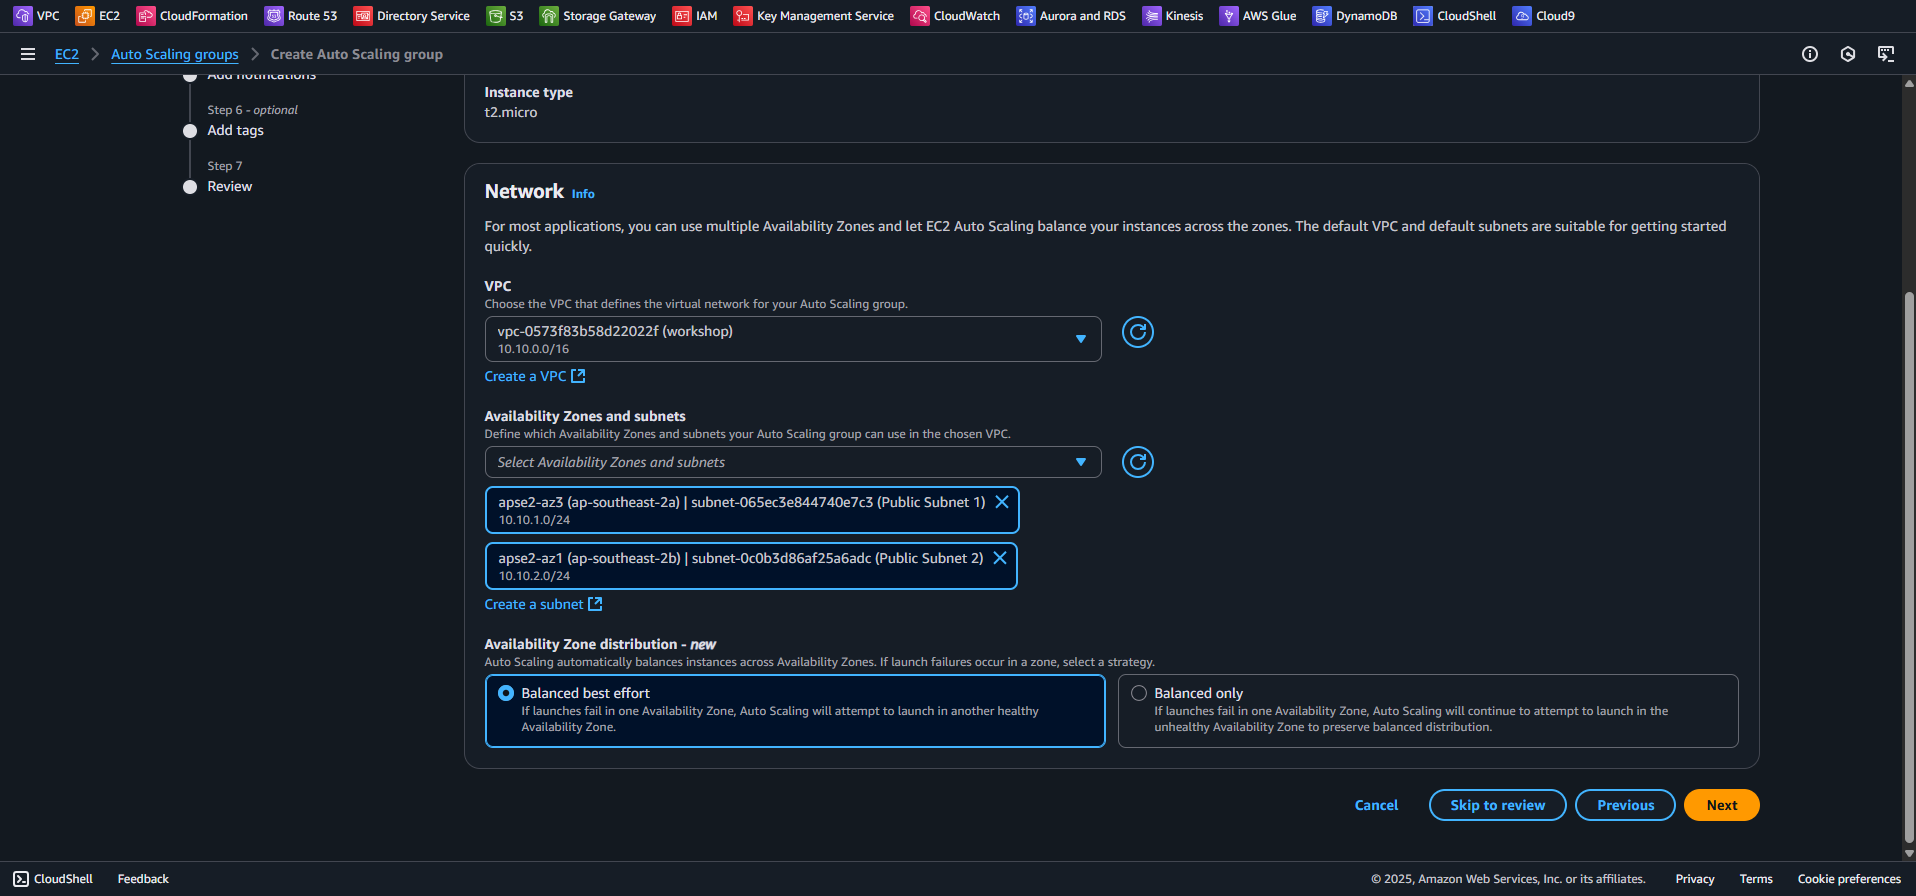 VPC EC2 CloudFormation Route 53 Directory Service S3 Storage Gateway IAM Key Management Service CloudWatch Aurora and RDS Kinesis AWS Glue DynamoDB CloudShell Cloud9
EC2 Auto Scaling groups Create Auto Scaling group
Add notifications
Step 6 - optional
Add tags
Step 7
Review
Instance type
t2.micro
Network Info
For most applications, you can use multiple Availability Zones and let EC2 Auto Scaling balance your instances across the zones. The default VPC and default subnets are suitable for getting started
quickly.
VPC
Choose the VPC that defines the virtual network for your Auto Scaling group.
vpc-0573f83b58d22022f (workshop)
10.10.0.0/16
Create a VPC
Availability Zones and subnets
Define which Availability Zones and subnets your Auto Scaling group can use in the chosen VPC.
Select Availability Zones and subnets
apse2-az3 (ap-southeast-2a) | subnet-065ec3e844740e7c3 (Public Subnet 1)
10.10.1.0/24
apse2-az1 (ap-southeast-2b) | subnet-0c0b3d86af25a6adc (Public Subnet 2)
10.10.2.0/24
Create a subnet
Availability Zone distribution - new
Auto Scaling automatically balances instances across Availability Zones. If launch failures occur in a zone, select a strategy.
Balanced best effort
If launches fail in one Availability Zone, Auto Scaling will attempt to launch in another healthy
Availability Zone.
Balanced only
If launches fail in one Availability Zone, Auto Scaling will continue to attempt to launch in the
unhealthy Availability Zone to preserve balanced distribution.
Cancel Skip to review Previous Next
CloudShell Feedback © 2025, Amazon Web Services, Inc. or its affiliates. Privacy Terms Cookie preferences